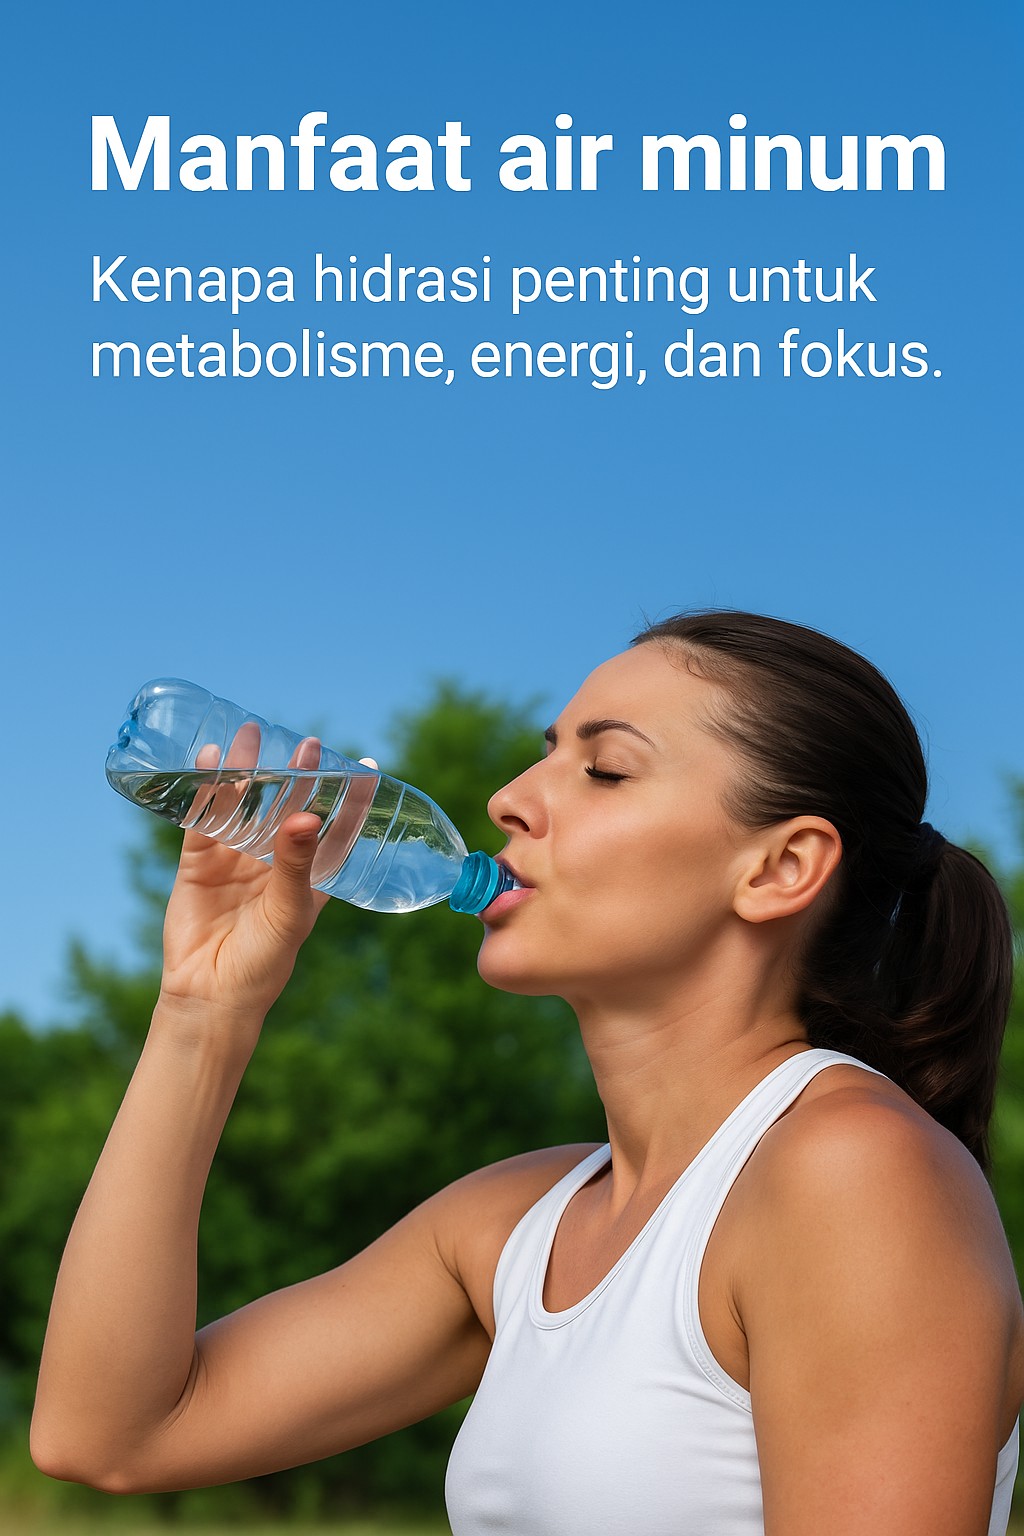 Manfaat air minum
Kenapa hidrasi penting untuk
metabolisme, energi, dan fokus.